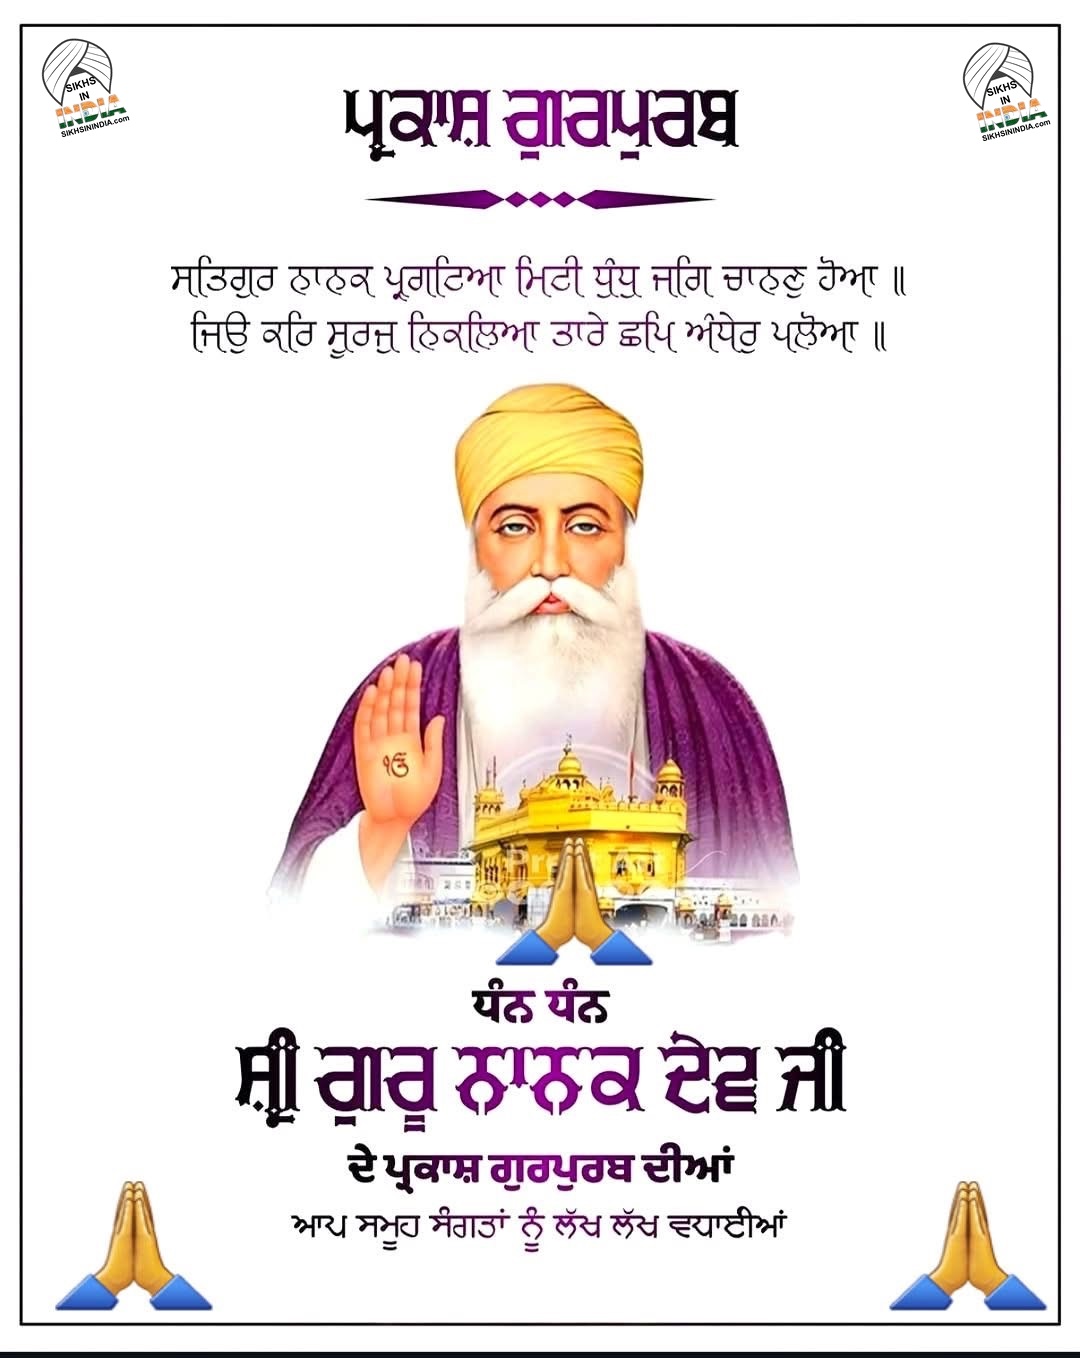 SIKHS
IN
INDIA
SIKHSININDIA.com
SIKHS
IN
INDIA
SIKHSININDIA.com
ਪ੍ਰਕਾਸ਼ ਗੁਰਪੁਰਬ
ਸਤਿਗੁਰ ਨਾਨਕ ਪ੍ਰਗਟਿਆ ਮਿਟੀ ਧੁੰਧੁ ਜਗਿ ਚਾਨਣੁ ਹੋਆ ॥
ਜਿਉ ਕਰਿ ਸੂਰਜੁ ਨਿਕਲਿਆ ਤਾਰੇ ਛਪਿ ਅੰਧੇਰੁ ਪਲੋਆ ॥
ੴ
ਧੰਨ ਧੰਨ
ਸ਼੍ਰੀ ਗੁਰੂ ਨਾਨਕ ਦੇਵ ਜੀ
ਦੇ ਪ੍ਰਕਾਸ਼ ਗੁਰਪੁਰਬ ਦੀਆਂ
ਆਪ ਸਮੂਹ ਸੰਗਤਾਂ ਨੂੰ ਲੱਖ ਲੱਖ ਵਧਾਈਆਂ